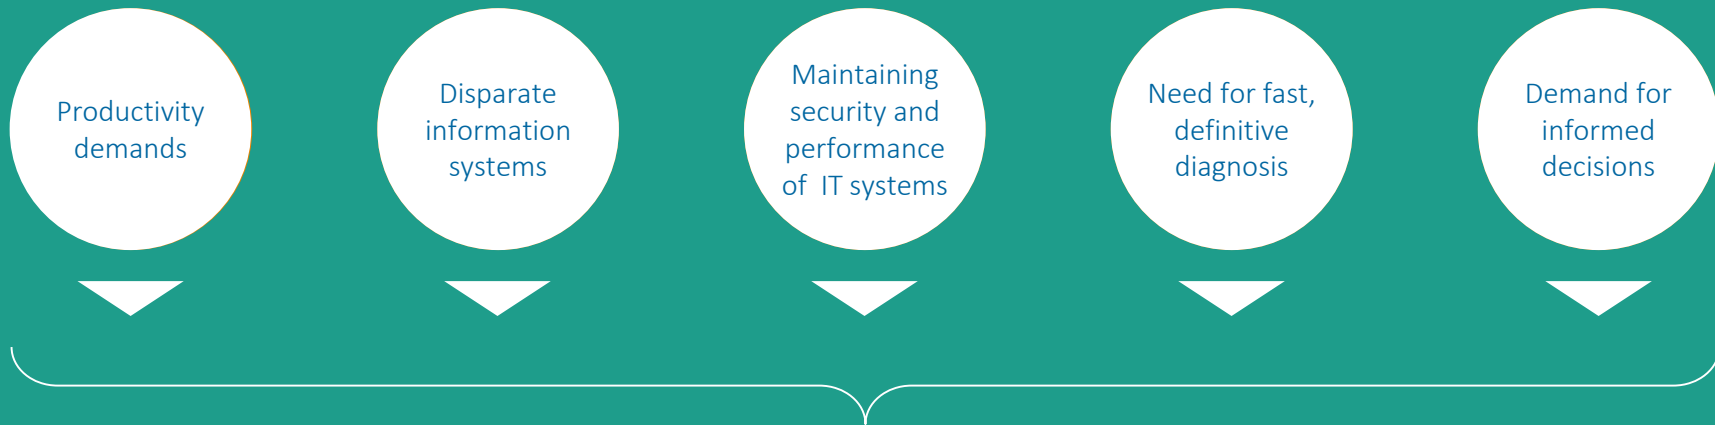 Productivity
demands
Disparate
information
systems
Maintaining
security and
performance
of  IT systems
Need for fast,
definitive
diagnosis
Demand for
informed
decisions